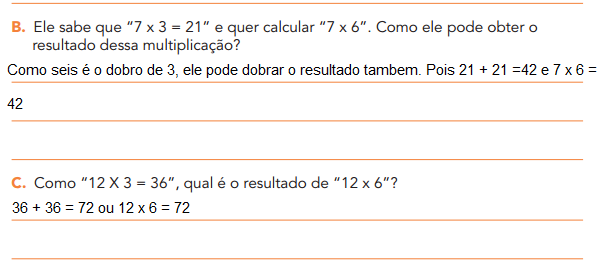 B. Ele sabe que “7 x 3 = 21” e quer calcular “7 x 6”. Como ele pode obter o
resultado dessa multiplicação?
Como seis é o dobro de 3, ele pode dobrar o resultado tambem. Pois 21 + 21 =42 e 7 x 6 =
42
C. Como “12 X 3 = 36”, qual é o resultado de “12 x 6”?
36 + 36 = 72 ou 12 x 6 = 72